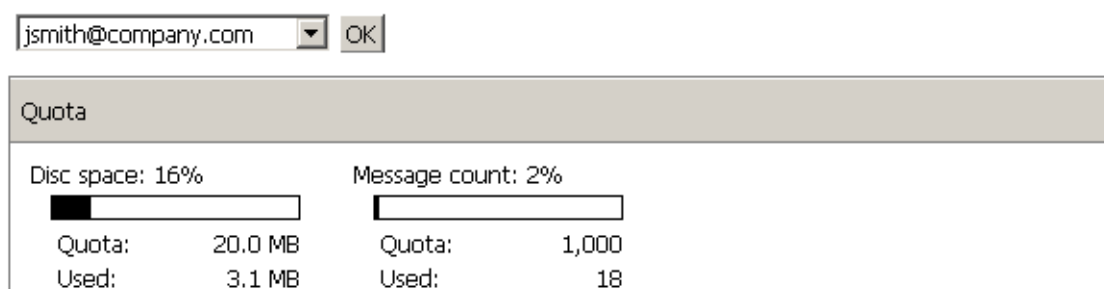 jsmith@company.com OK
Quota
Disc space: 16% Message count: 2%
Quota: 20.0 MB Quota: 1,000
Used: 3.1 MB Used: 18